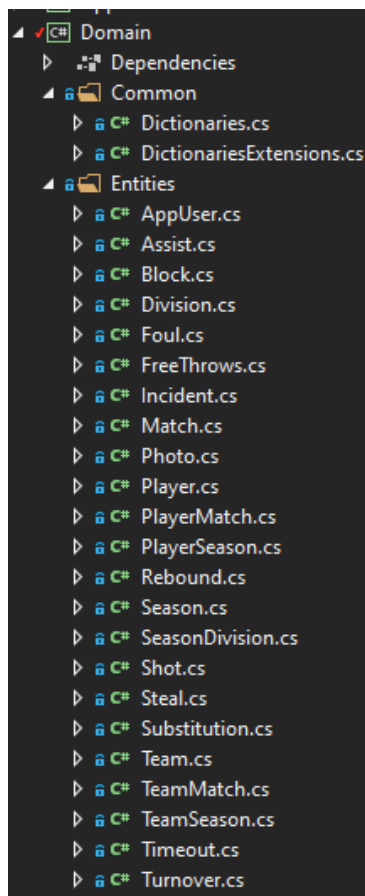 C# Domain
Dependencies
Common
C# Dictionaries.cs
C# DictionariesExtensions.cs
Entities
C# AppUser.cs
C# Assist.cs
C# Block.cs
C# Division.cs
C# Foul.cs
C# FreeThrows.cs
C# Incident.cs
C# Match.cs
C# Photo.cs
C# Player.cs
C# PlayerMatch.cs
C# PlayerSeason.cs
C# Rebound.cs
C# Season.cs
C# SeasonDivision.cs
C# Shot.cs
C# Steal.cs
C# Substitution.cs
C# Team.cs
C# TeamMatch.cs
C# TeamSeason.cs
C# Timeout.cs
C# Turnover.cs